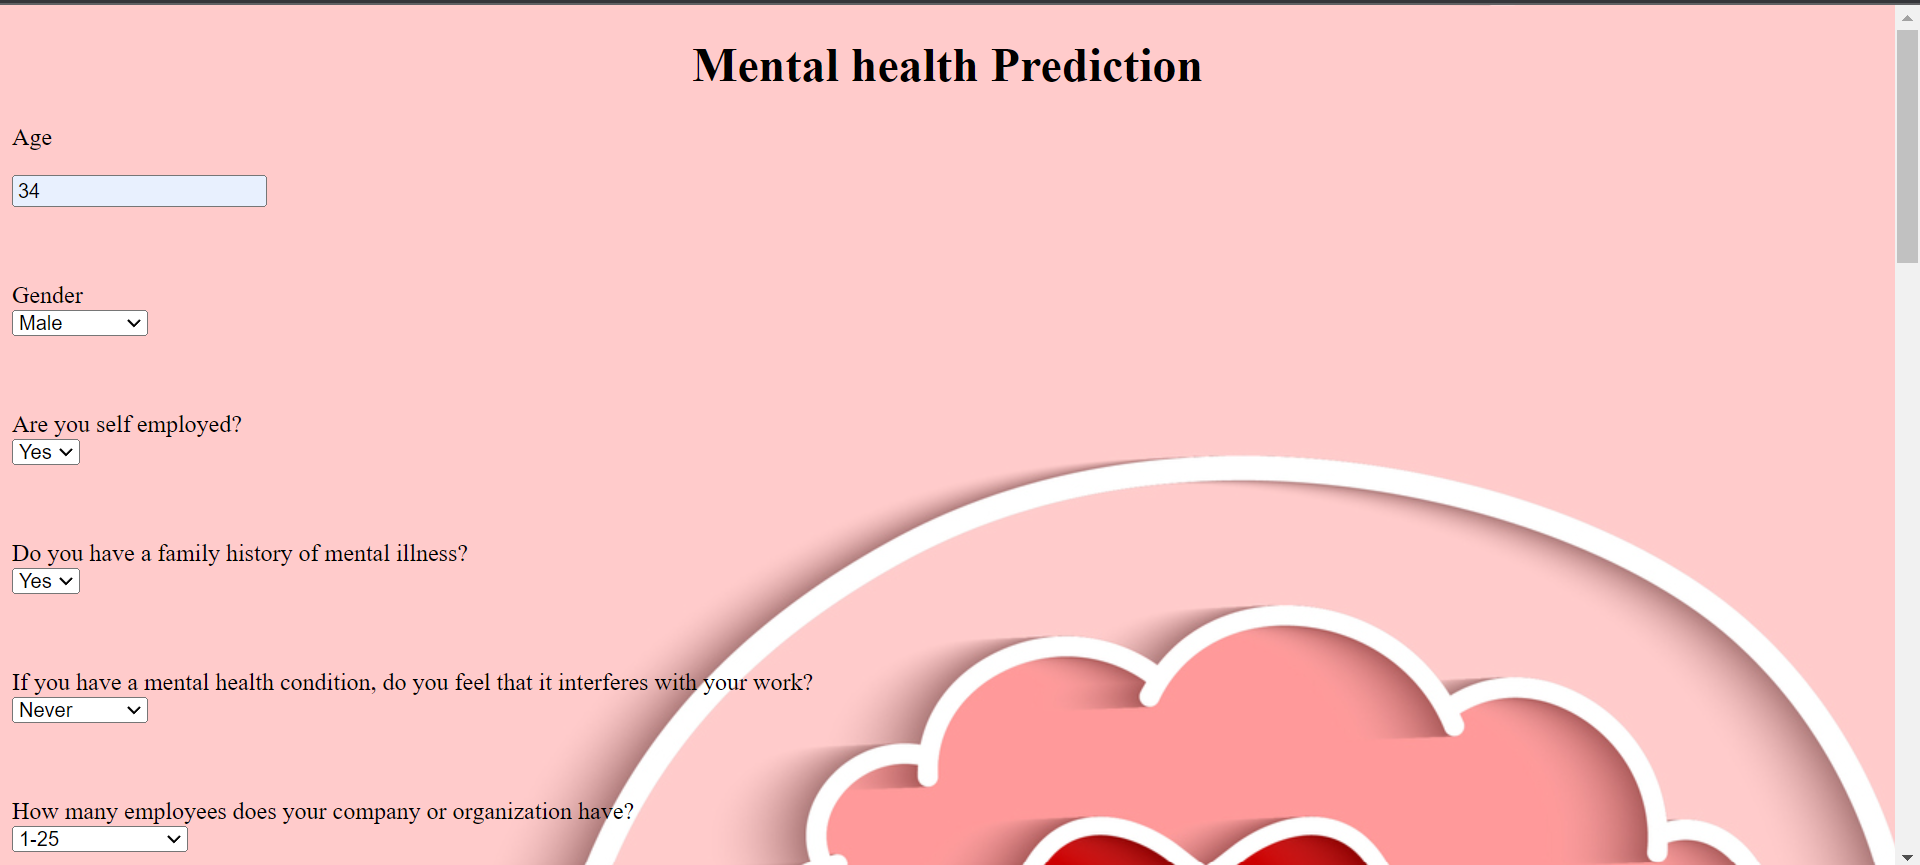 Mental health Prediction
Age
34
Gender
Male
Are you self employed?
Yes
Do you have a family history of mental illness?
Yes
If you have a mental health condition, do you feel that it interferes with your work?
Never
How many employees does your company or organization have?
1-25